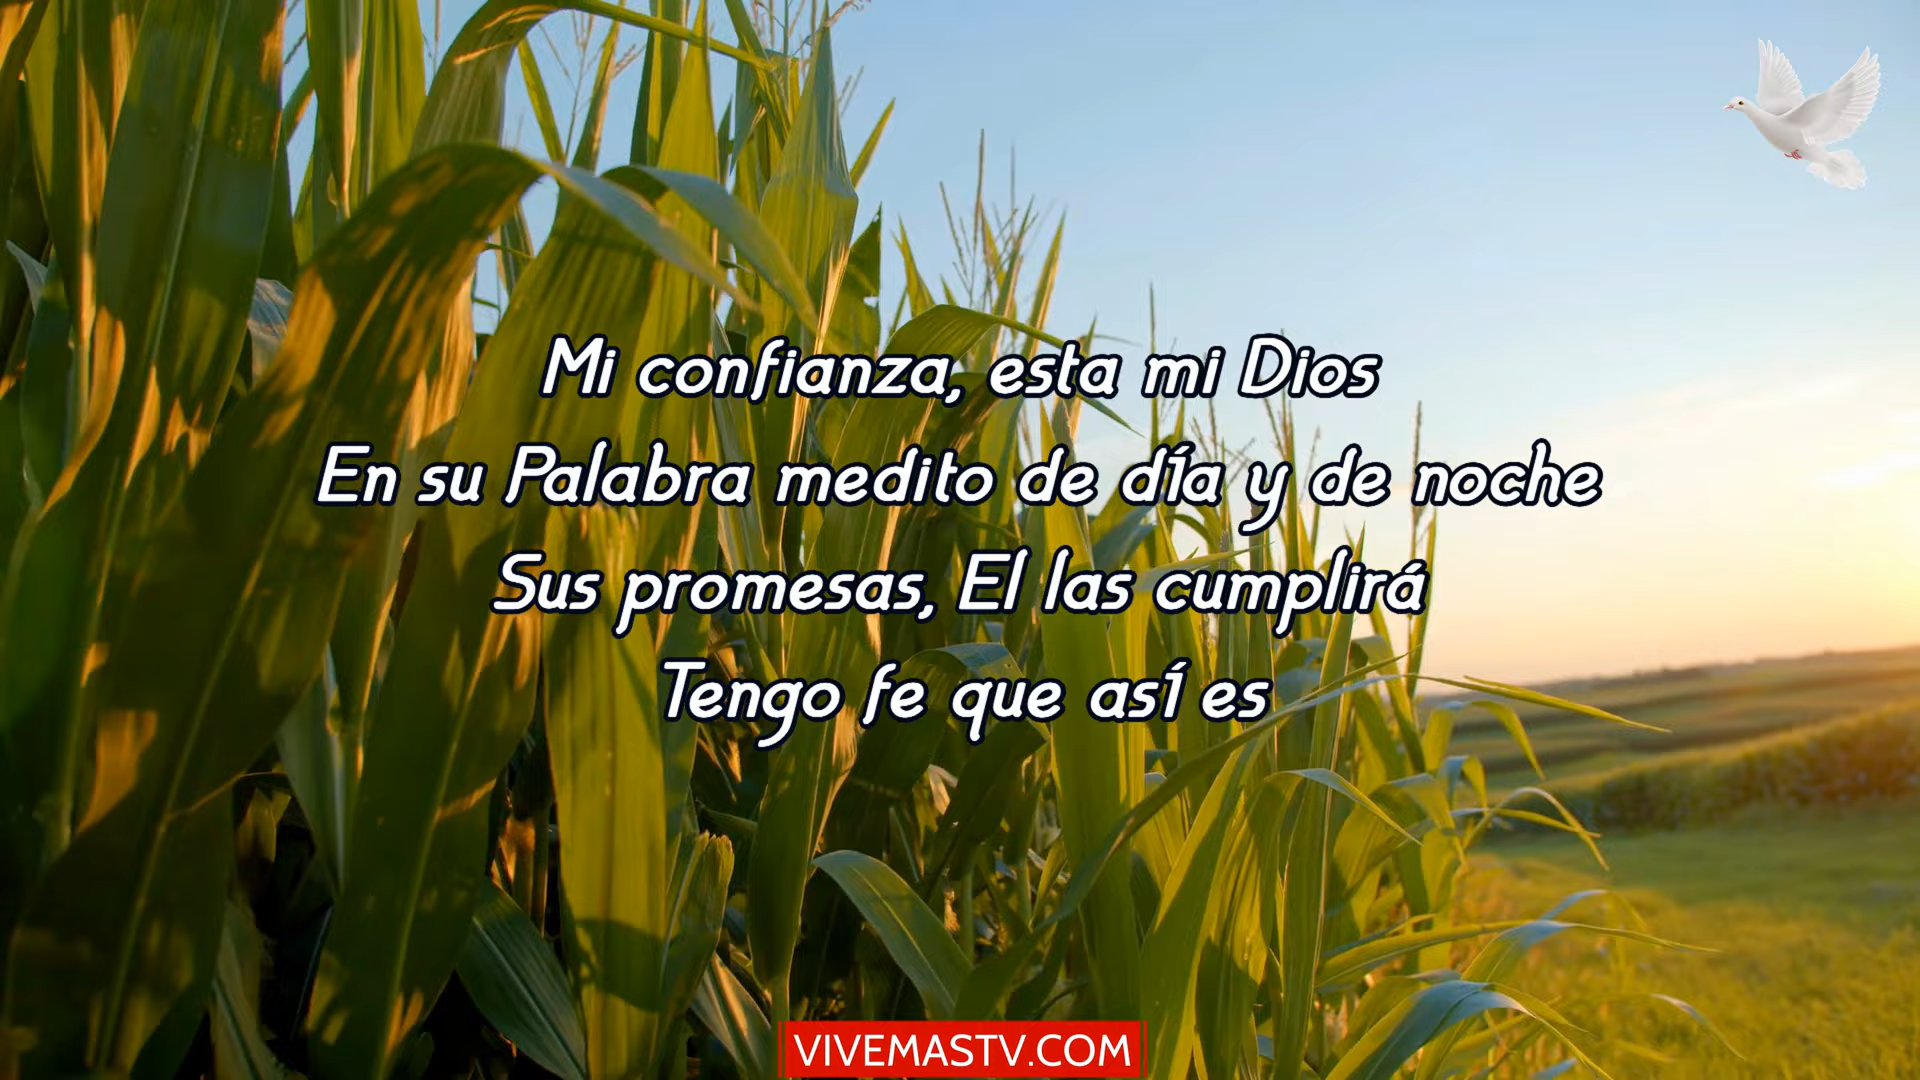 Mi confianza, esta mi Dios
En su Palabra medito de día y de noche
Sus promesas, El las cumplirá
Tengo fe que así es
VIVEMASTV.COM